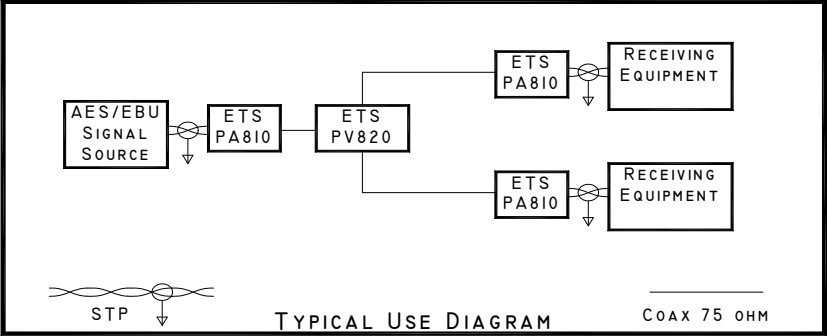 AES/EBU
SIGNAL
SOURCE
ETS
PA810
ETS
PV820
ETS
PA810
RECEIVING
EQUIPMENT
ETS
PA810
RECEIVING
EQUIPMENT
STP
TYPICAL USE DIAGRAM
COAX 75 OHM